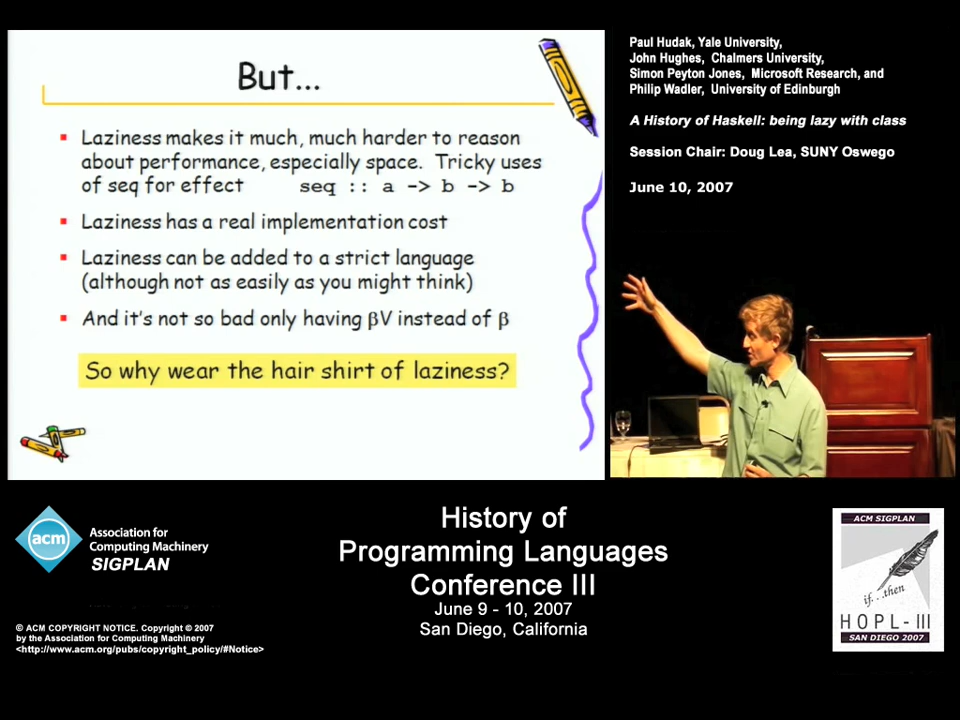 But...
Laziness makes it much, much harder to reason
about performance, especially space. Tricky uses
of seq for effect seq :: a -> b -> b
Laziness has a real implementation cost
Laziness can be added to a strict language
(although not as easily as you might think)
And it's not so bad only having βV instead of β
So why wear the hair shirt of laziness?
Paul Hudak, Yale University,
John Hughes, Chalmers University,
Simon Peyton Jones, Microsoft Research, and
Philip Wadler, University of Edinburgh
A History of Haskell: being lazy with class
Session Chair: Doug Lea, SUNY Oswego
June 10, 2007
acm
Association for
Computing Machinery
SIGPLAN
© ACM COPYRIGHT NOTICE. Copyright © 2007
by the Association for Computing Machinery
<http://www.acm.org/pubs/copyright_policy/#Notice>
History of
Programming Languages
Conference III
June 9 - 10, 2007
San Diego, California
ACM SIGPLAN
if. . .then
HOPL-III
SAN DIEGO 2007